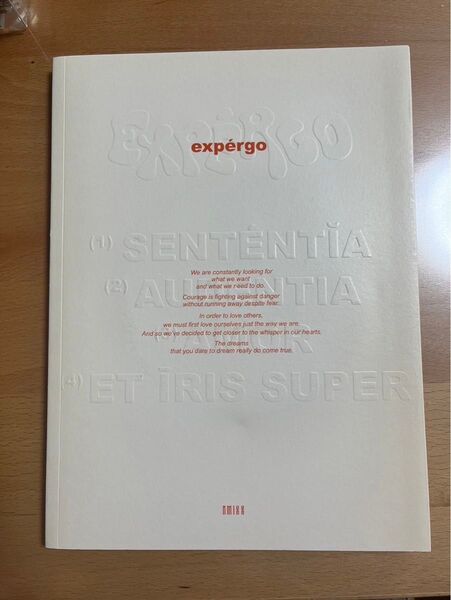 EXPÉRGO
expérgo
(1) SENTÉNTĬA
We are constantly looking for
what we want
and what we need to do.
(2)
Courage is fighting against danger
without running away despite fear.
In order to love others,
we must first love ourselves just the way we are.
And so we've decided to get closer to the whisper in our hearts.
The dreams
that you dare to dream really do come true.
4) ET ĪRIS SUPER
NMIXX